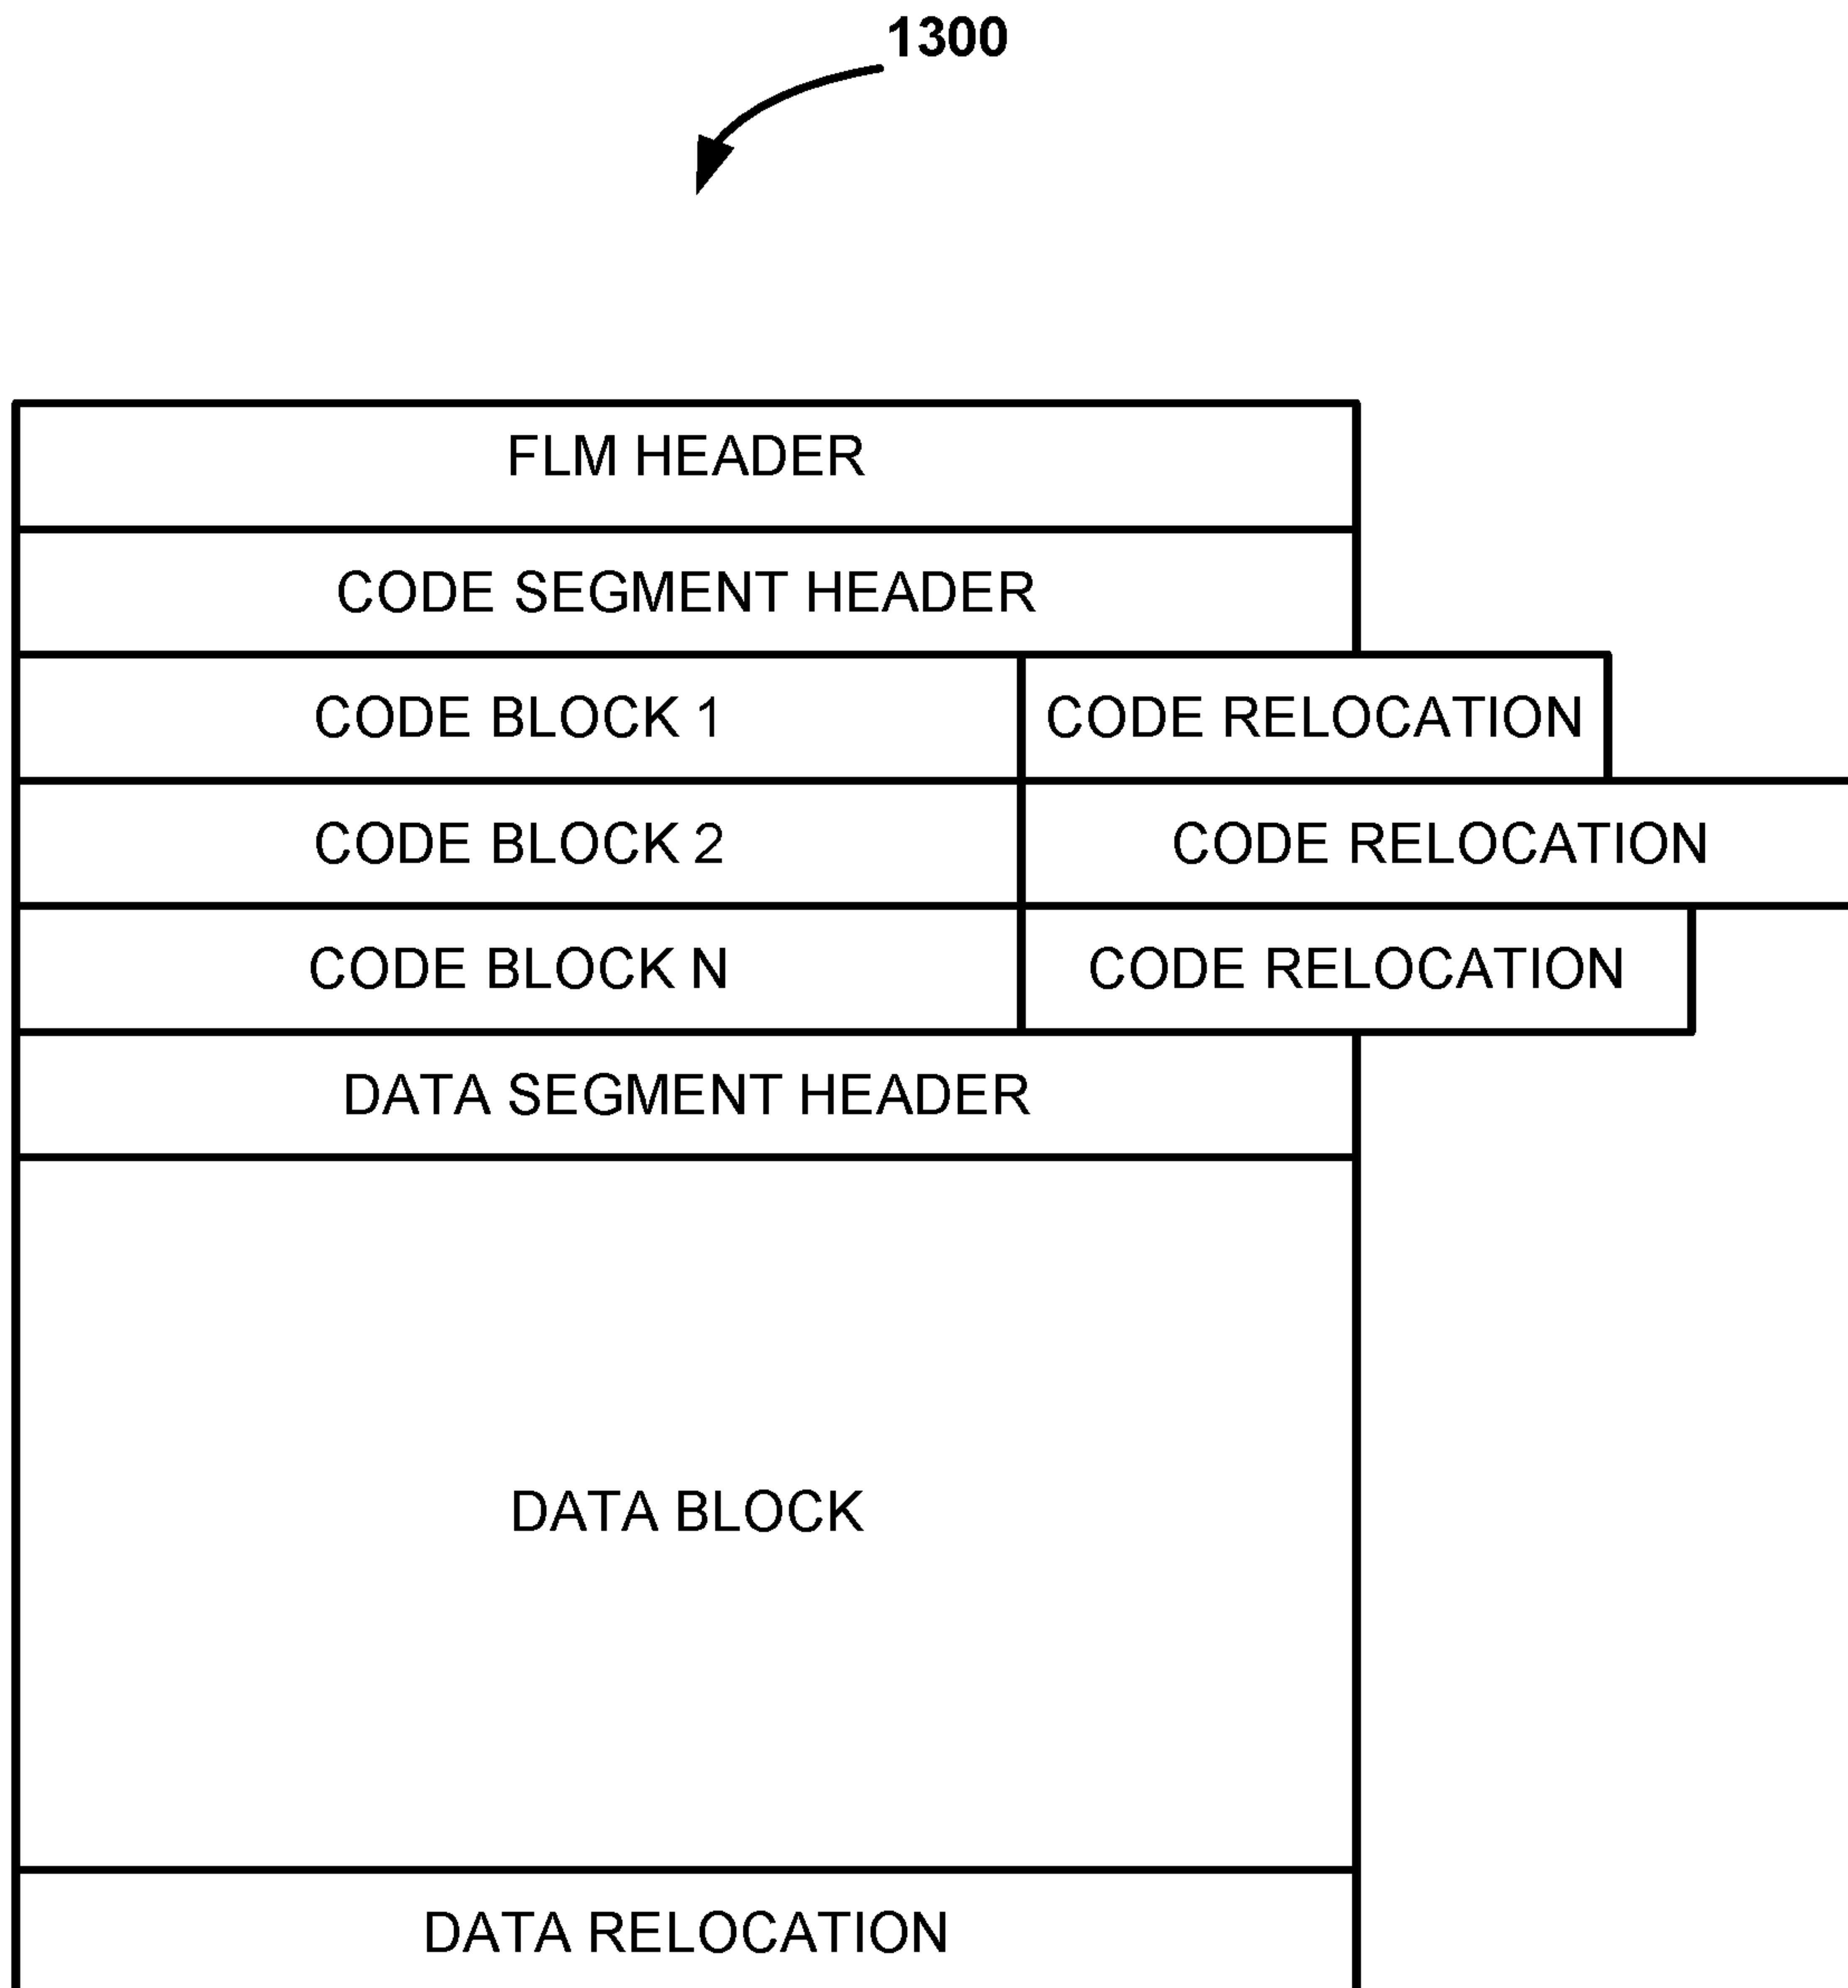 1300
FLM HEADER
CODE SEGMENT HEADER
CODE BLOCK 1 CODE RELOCATION
CODE BLOCK 2 CODE RELOCATION
CODE BLOCK N CODE RELOCATION
DATA SEGMENT HEADER
DATA BLOCK
DATA RELOCATION